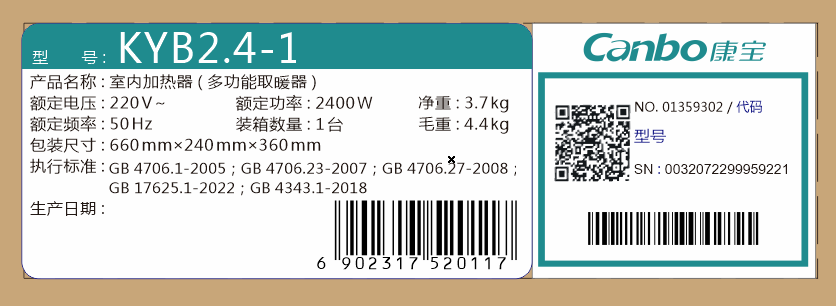 型 号: KYB2.4-1
产品名称：室内加热器（多功能取暖器）
额定电压：220V~ 额定功率：2400W 净重：3.7kg
额定频率：50Hz 装箱数量：1台 毛重：4.4kg
包装尺寸：660mm×240mm×360mm
执行标准：GB 4706.1-2005；GB 4706.23-2007；GB 4706.27-2008；
GB 17625.1-2022；GB 4343.1-2018
生产日期：
6 902317 520117
Canbo 康宝
NO. 01359302 / 代码
型号
SN：0032072299959221